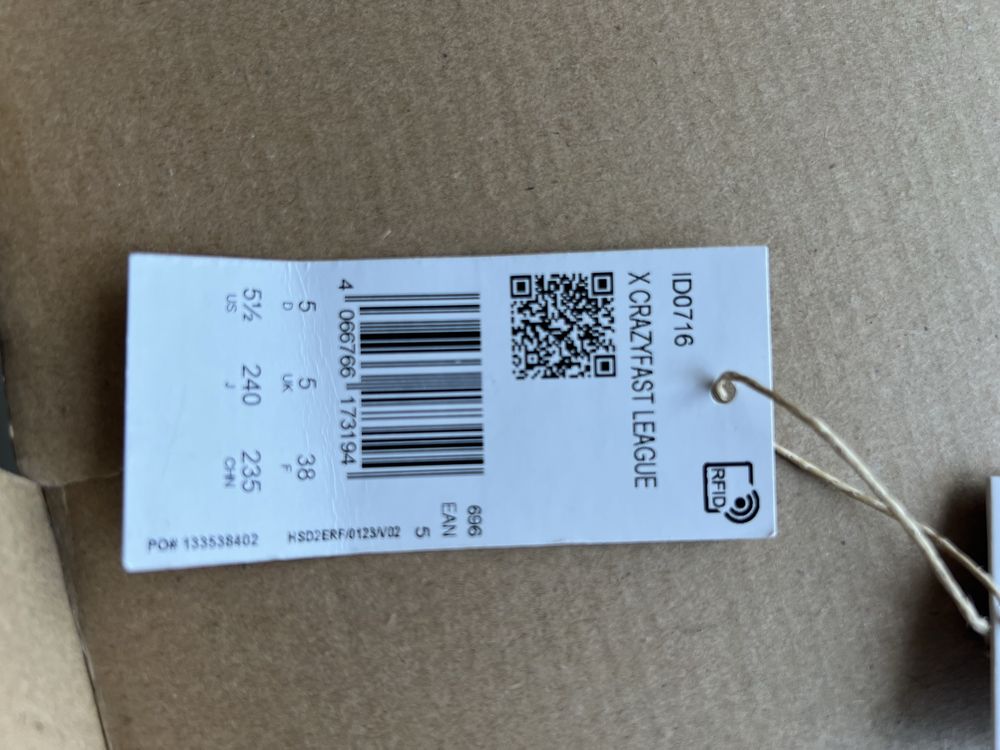 RFID
ID0716
X CRAZYFAST LEAGUE
696
EAN
5
4 066766 173194
HSD2ERF/0123/V02
5 5 38
D UK F
5½ 240 235
US J CHN
PO# 133538402